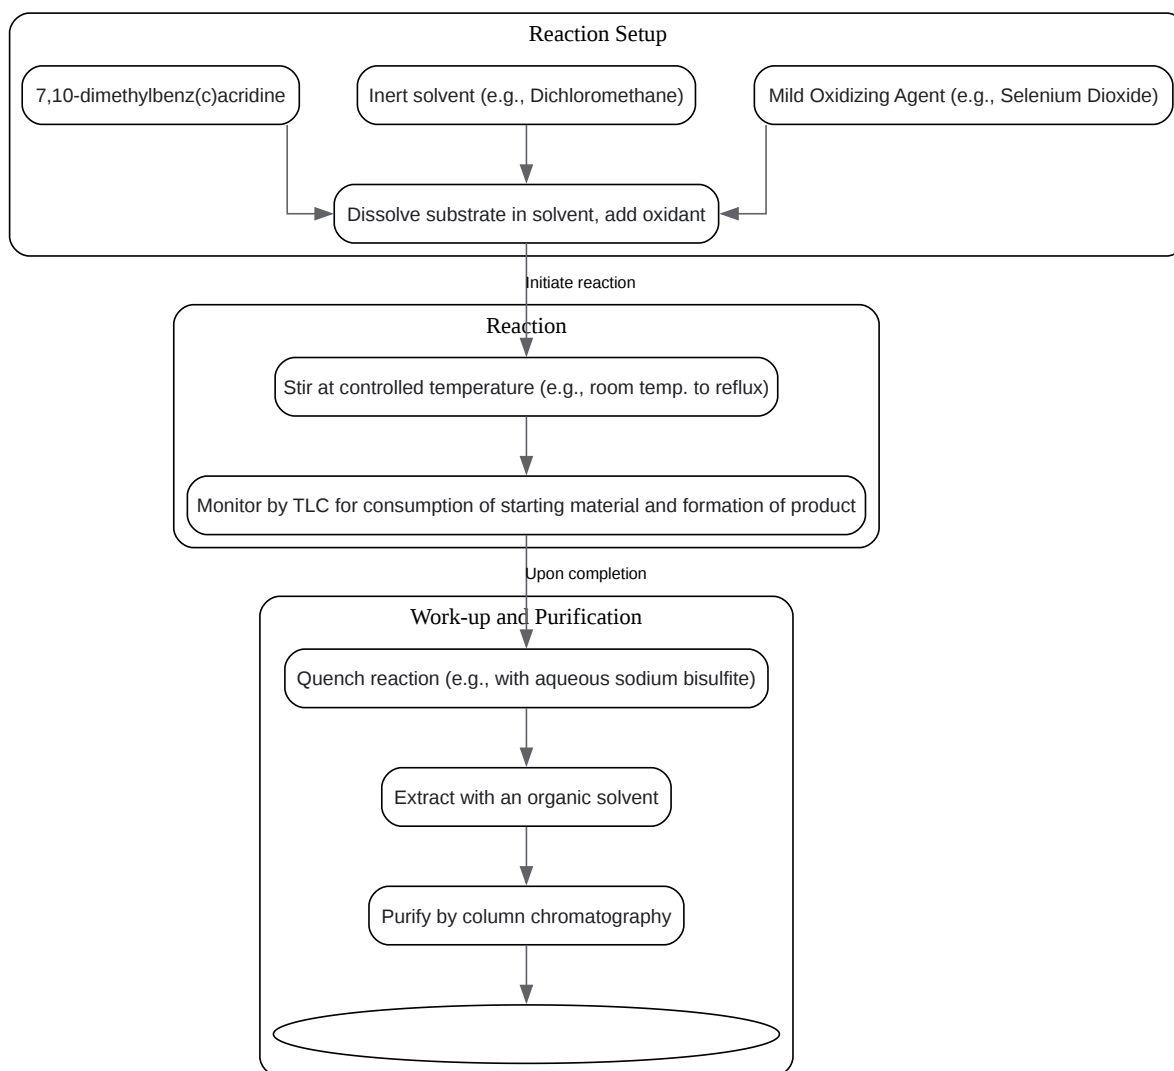 Reaction Setup
7,10-dimethylbenz(c)acridine
Inert solvent (e.g., Dichloromethane)
Mild Oxidizing Agent (e.g., Selenium Dioxide)
Dissolve substrate in solvent, add oxidant
Initiate reaction
Reaction
Stir at controlled temperature (e.g., room temp. to reflux)
Monitor by TLC for consumption of starting material and formation of product
Upon completion
Work-up and Purification
Quench reaction (e.g., with aqueous sodium bisulfite)
Extract with an organic solvent
Purify by column chromatography